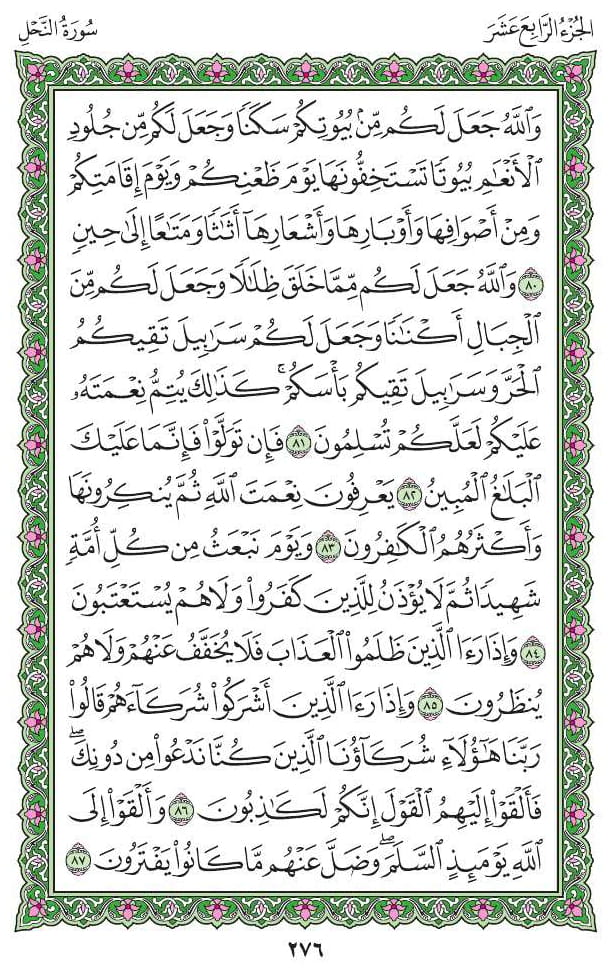 الجُزْءُ الرَّابِعَ عَشَرَ
سُورَةُ النَّحْلِ
وَٱللَّهُ جَعَلَ لَكُم مِّنۢ بُيُوتِكُمْ سَكَنًا وَجَعَلَ لَكُم مِّن جُلُودِ
ٱلْأَنْعَٰمِ بُيُوتًا تَسْتَخِفُّونَهَا يَوْمَ ظَعْنِكُمْ وَيَوْمَ إِقَامَتِكُمْ
وَمِنْ أَصْوَافِهَا وَأَوْبَارِهَا وَأَشْعَارِهَآ أَثَٰثًا وَمَتَٰعًا إِلَىٰ حِينٍ
٨٠ وَٱللَّهُ جَعَلَ لَكُم مِّمَّا خَلَقَ ظِلَٰلًا وَجَعَلَ لَكُم مِّنَ
ٱلْجِبَالِ أَكْنَٰنًا وَجَعَلَ لَكُمْ سَرَٰبِيلَ تَقِيكُمُ
ٱلْحَرَّ وَسَرَٰبِيلَ تَقِيكُم بَأْسَكُمْ ۚ كَذَٰلِكَ يُتِمُّ نِعْمَتَهُۥ
عَلَيْكُمْ لَعَلَّكُمْ تُسْلِمُونَ ٨١ فَإِن تَوَلَّوْا۟ فَإِنَّمَا عَلَيْكَ
ٱلْبَلَٰغُ ٱلْمُبِينُ ٨٢ يَعْرِفُونَ نِعْمَتَ ٱللَّهِ ثُمَّ يُنكِرُونَهَا
وَأَكْثَرُهُمُ ٱلْكَٰفِرُونَ ٨٣ وَيَوْمَ نَبْعَثُ مِن كُلِّ أُمَّةٍ
شَهِيدًا ثُمَّ لَا يُؤْذَنُ لِلَّذِينَ كَفَرُوا۟ وَلَا هُمْ يُسْتَعْتَبُونَ
٨٤ وَإِذَا رَءَا ٱلَّذِينَ ظَلَمُوا۟ ٱلْعَذَابَ فَلَا يُخَفَّفُ عَنْهُمْ وَلَا هُمْ
يُنظَرُونَ ٨٥ وَإِذَا رَءَا ٱلَّذِينَ أَشْرَكُوا۟ شُرَكَآءَهُمْ قَالُوا۟
رَبَّنَا هَٰٓؤُلَآءِ شُرَكَآؤُنَا ٱلَّذِينَ كُنَّا نَدْعُوا۟ مِن دُونِكَ ۖ
فَأَلْقَوْا۟ إِلَيْهِمُ ٱلْقَوْلَ إِنَّكُمْ لَكَٰذِبُونَ ٨٦ وَأَلْقَوْا۟ إِلَى
ٱللَّهِ يَوْمَئِذٍ ٱلسَّلَمَ ۖ وَضَلَّ عَنْهُم مَّا كَانُوا۟ يَفْتَرُونَ ٨٧
٢٧٦